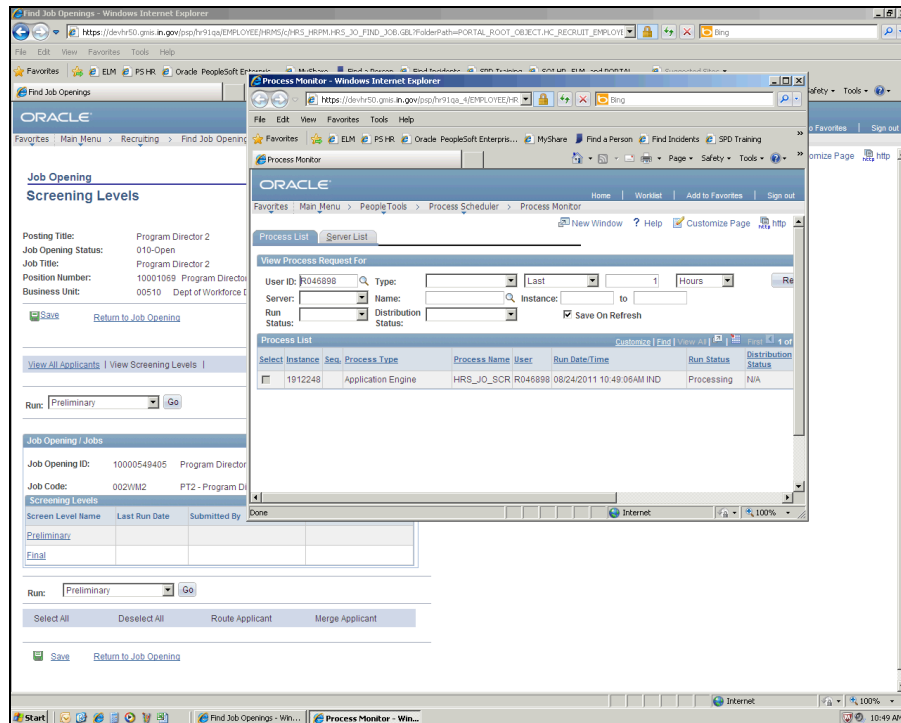 Find Job Openings - Windows Internet Explorer
https://devhr50.gmis.in.gov/psp/hr91qa/EMPLOYEE/HRMS/c/HRS_HRPM.HRS_JO_FIND_JOB.GBL?FolderPath=PORTAL_ROOT_OBJECT.HC_RECRUIT_EMPLOYI
Bing
File Edit View Favorites Tools Help
Favorites ELM PS HR Oracle PeopleSoft
Find Job Openings
afety Tools
ORACLE
o Favorites Sign out
Favorites Main Menu > Recruiting > Find Job Opening
omize Page http
Job Opening
Screening Levels
Posting Title: Program Director 2
Job Opening Status: 010-Open
Job Title: Program Director 2
Position Number: 10001069 Program Director
Business Unit: 00510 Dept of Workforce D
Save Return to Job Opening
View All Applicants | View Screening Levels |
Run: Preliminary Go
Job Opening / Jobs
Job Opening ID: 10000549405 Program Director
Job Code: 002WM2 PT2 - Program Di
Screening Levels
Screen Level Name Last Run Date Submitted By
Preliminary
Final
Run: Preliminary Go
Select All Deselect All Route Applicant Merge Applicant
Save Return to Job Opening
Process Monitor - Windows Internet Explorer
https://devhr50.gmis.in.gov/psp/hr91qa_4/EMPLOYEE/HR
Bing
File Edit View Favorites Tools Help
Favorites ELM PS HR Oracle PeopleSoft Enterpris... MyShare Find a Person Find Incidents SPD Training
Process Monitor
Page Safety Tools
ORACLE
Home | Worklist | Add to Favorites | Sign out
Favorites Main Menu > PeopleTools > Process Scheduler > Process Monitor
New Window ? Help Customize Page http
Process List Server List
View Process Request For
User ID: R046898 Type: Last 1 Hours Re
Server: Name: Instance: to
Run Status: Distribution Status: Save On Refresh
Process List
Customize | Find | View All | First 1 of
Select Instance Seq. Process Type Process Name User Run Date/Time Run Status Distribution Status
1912248 Application Engine HRS_JO_SCR R046898 08/24/2011 10:49:06AM IND Processing N/A
Done
Internet 100%
Internet 100%
Start
Find Job Openings - Win...
Process Monitor - Win...
10:49 AM